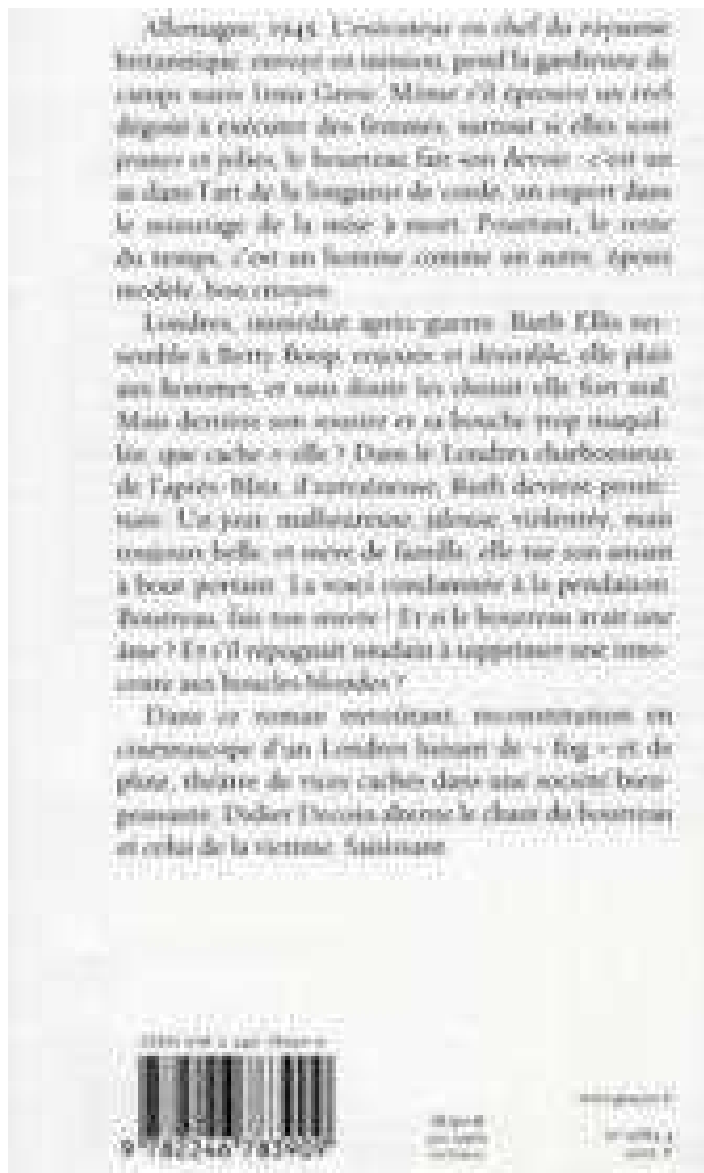 Allemagne, 1945. L'exécuteur en chef du royaume
britannique, envoyé en mission, pend la gardienne de
camps nazis Irma Grese. Même s'il éprouve un réel
dégoût à exécuter des femmes, surtout si elles sont
jeunes et jolies, le bourreau fait son devoir : c'est un
as dans l'art de la longueur de corde, un expert dans
le minutage de la mise à mort. Pourtant, le reste
du temps, c'est un homme comme un autre, époux
modèle, bon citoyen.
Londres, immédiat après-guerre. Ruth Ellis res-
semble à Betty Boop, enjouée et désirable, elle plaît
aux hommes, et sans doute les choisit-elle fort mal.
Mais derrière son sourire et sa bouche trop maquil-
lée, que cache-t-elle ? Dans le Londres charbonneux
de l'après-Blitz, d'entraîneuse, Ruth devient prosti-
tuée. Un jour, malheureuse, jalouse, violentée, mais
toujours belle, et mère de famille, elle tue son amant
à bout portant. La voici condamnée à la pendaison.
Bourreau, fais ton œuvre ! Et si le bourreau avait une
âme ? Et s'il répugnait soudain à supprimer une inno-
cente aux boucles blondes ?
Dans ce roman envoûtant, reconstitution en
cinémascope d'un Londres luisant de « fog » et de
pluie, théâtre de vices cachés dans une société bien-
pensante, Didier Decoin alterne le chant du bourreau
et celui de la victime. Saisissant.
9 782246 783909